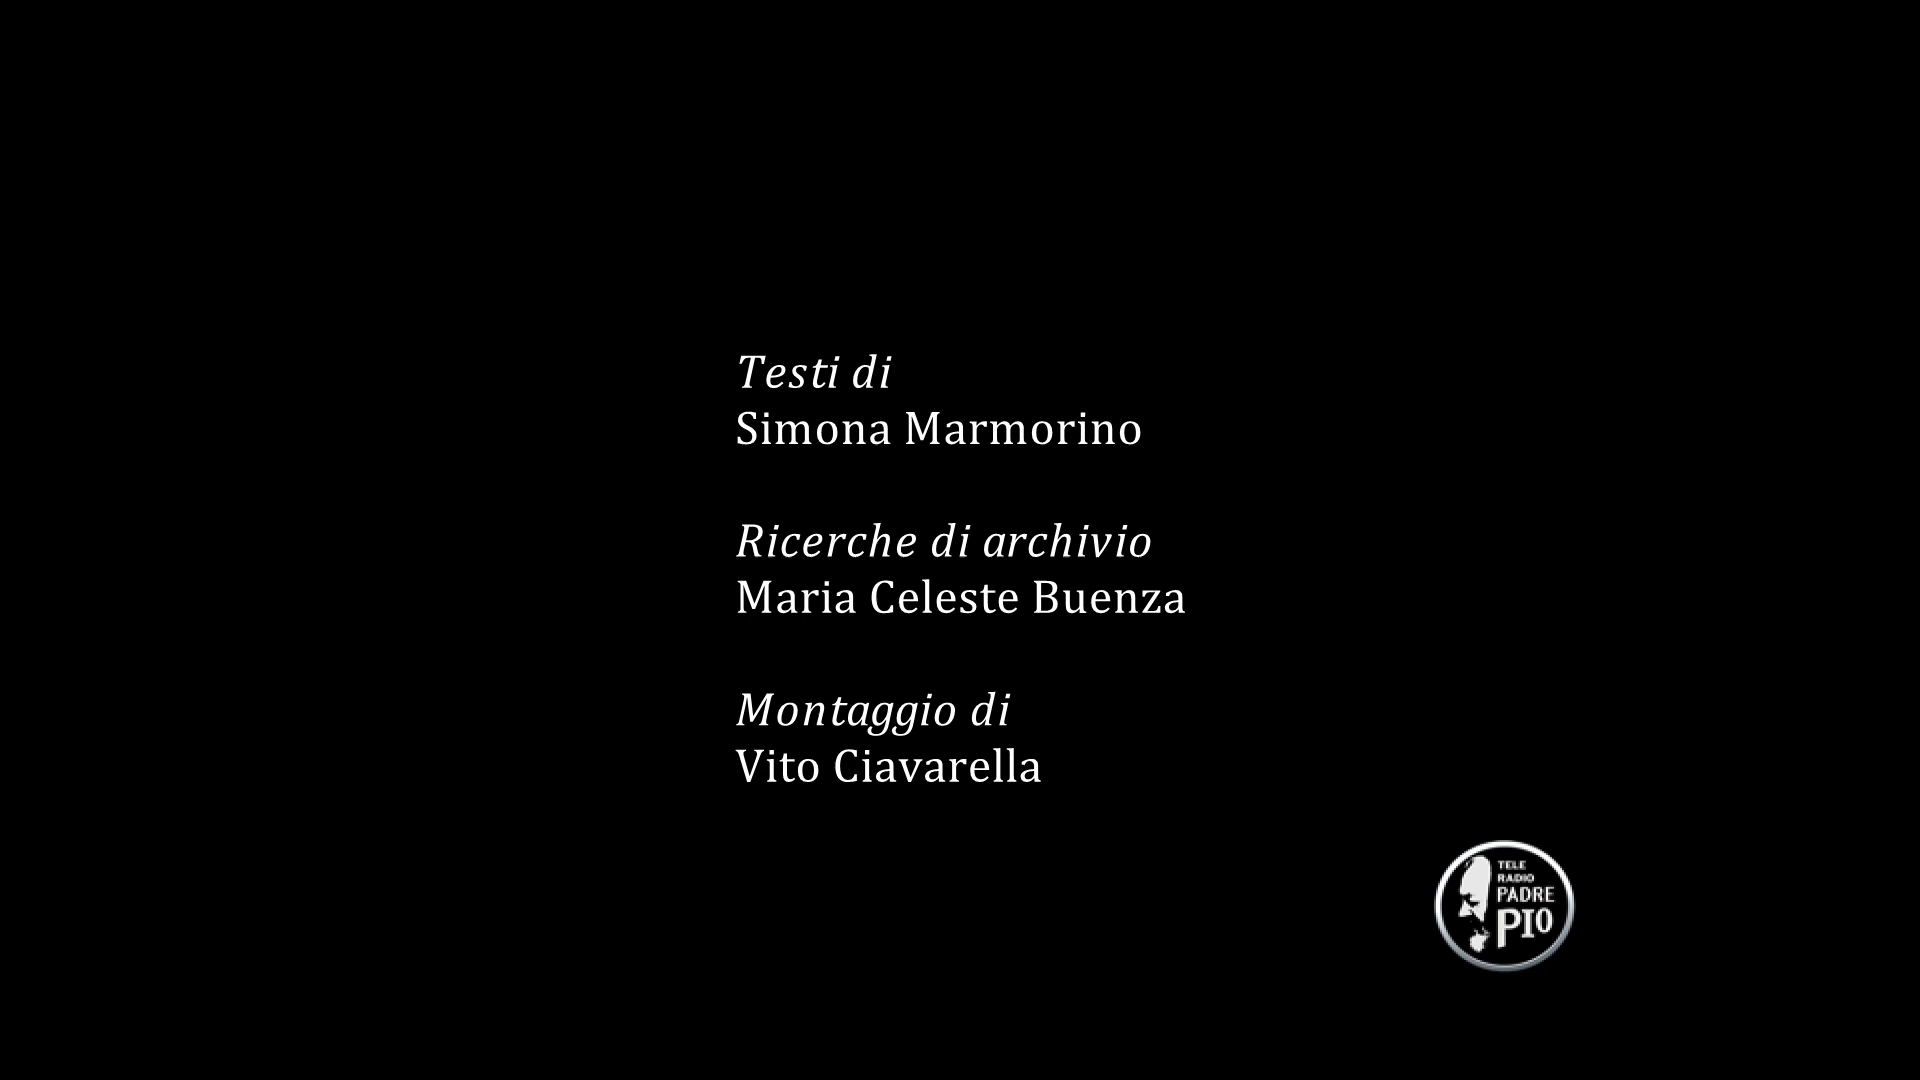 Testi di
Simona Marmorino
Ricerche di archivio
Maria Celeste Buenza
Montaggio di
Vito Ciavarella
TELE
RADIO
PADRE
PIO